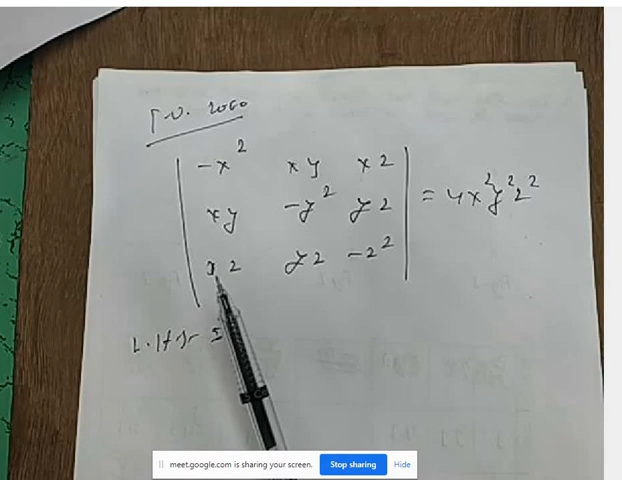 T.U. 2060
-x² xy xz
xy -y² yz = 4x²y²z²
xz yz -z²
L.H.S
meet.google.com is sharing your screen. Stop sharing Hide